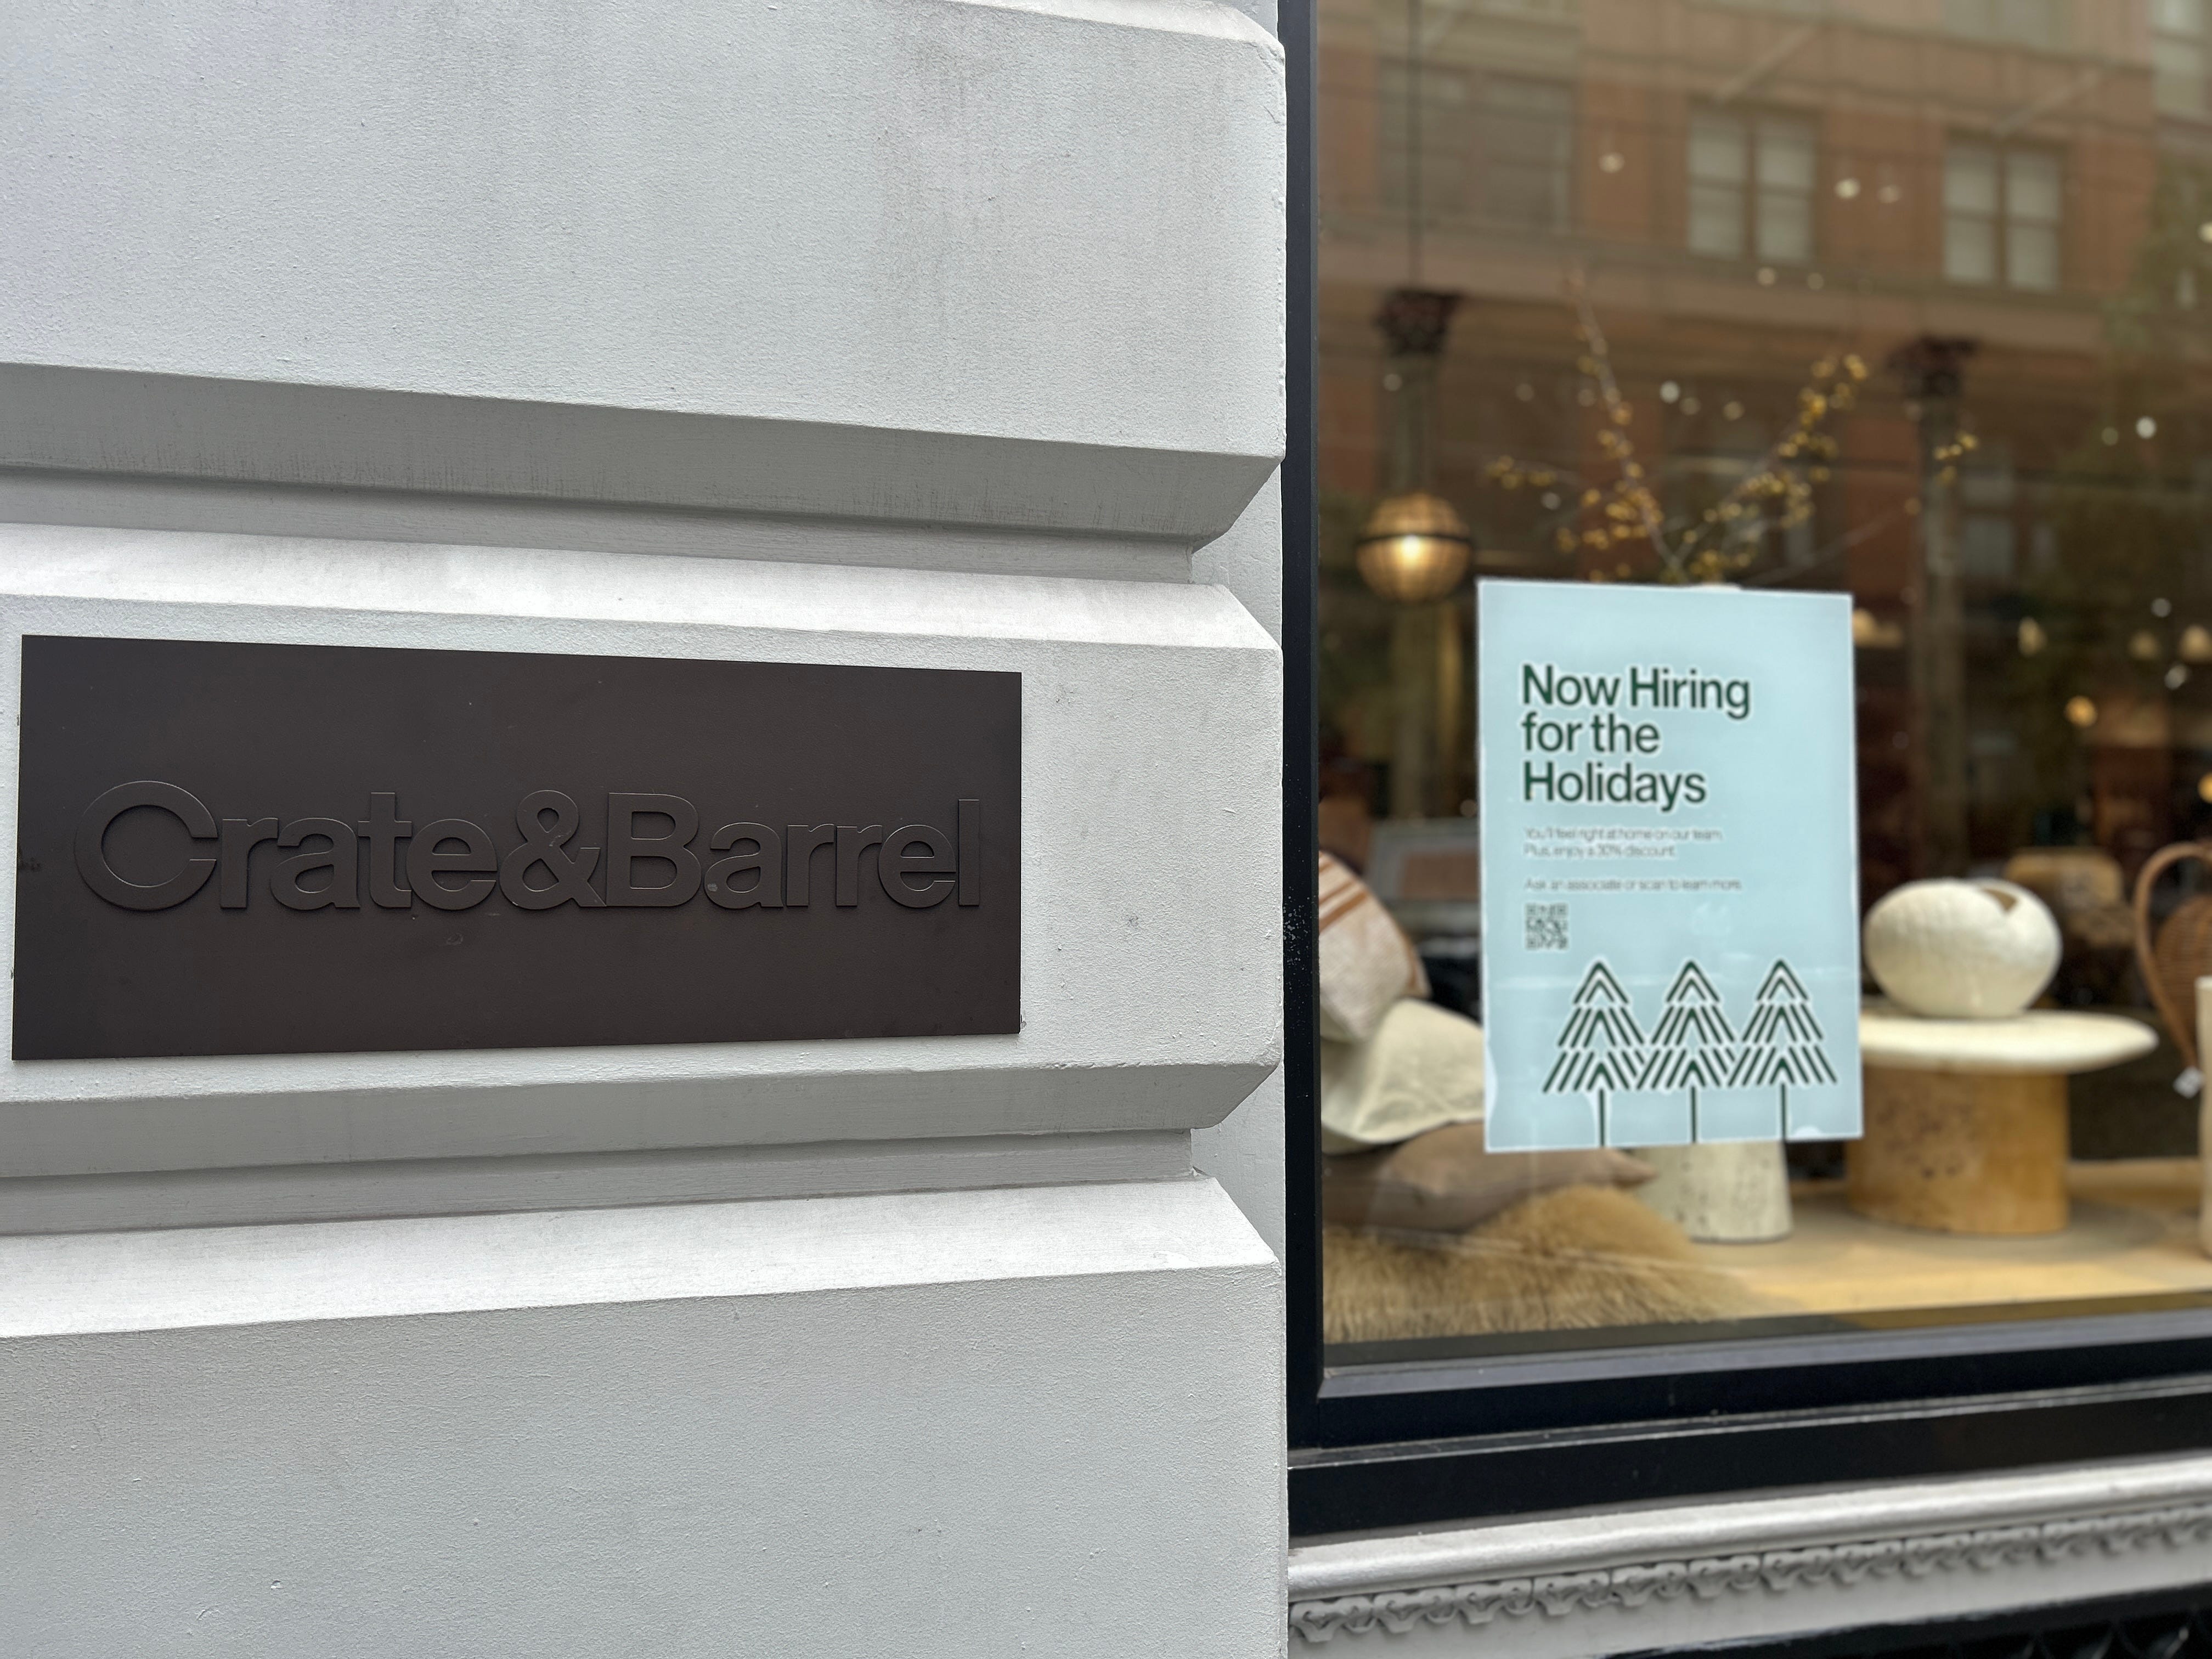 Crate&Barrel
Now Hiring
for the
Holidays
You'll feel right at home on our team.
Plus, enjoy a 30% discount.
Ask an associate or scan to learn more.